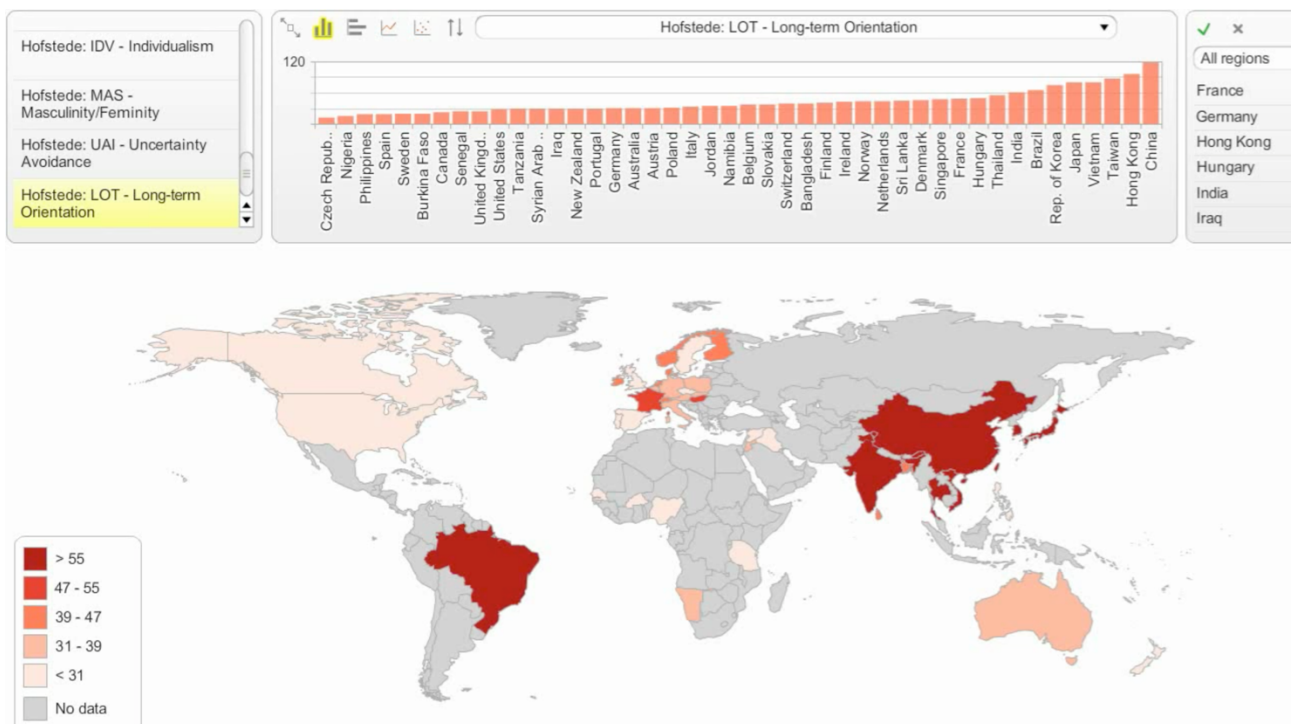 Hofstede: IDV - Individualism
Hofstede: MAS -
Masculinity/Feminity
Hofstede: UAI - Uncertainty
Avoidance
Hofstede: LOT - Long-term
Orientation
Hofstede: LOT - Long-term Orientation
120
Czech Repub..
Nigeria
Philippines
Spain
Sweden
Burkina Faso
Canada
Senegal
United Kingd..
United States
Tanzania
Syrian Arab ..
Iraq
New Zealand
Portugal
Germany
Australia
Austria
Poland
Italy
Jordan
Namibia
Belgium
Slovakia
Switzerland
Bangladesh
Finland
Ireland
Norway
Netherlands
Sri Lanka
Denmark
Singapore
France
Hungary
Thailand
India
Brazil
Rep. of Korea
Japan
Vietnam
Taiwan
Hong Kong
China
All regions
France
Germany
Hong Kong
Hungary
India
Iraq
> 55
47 - 55
39 - 47
31 - 39
< 31
No data